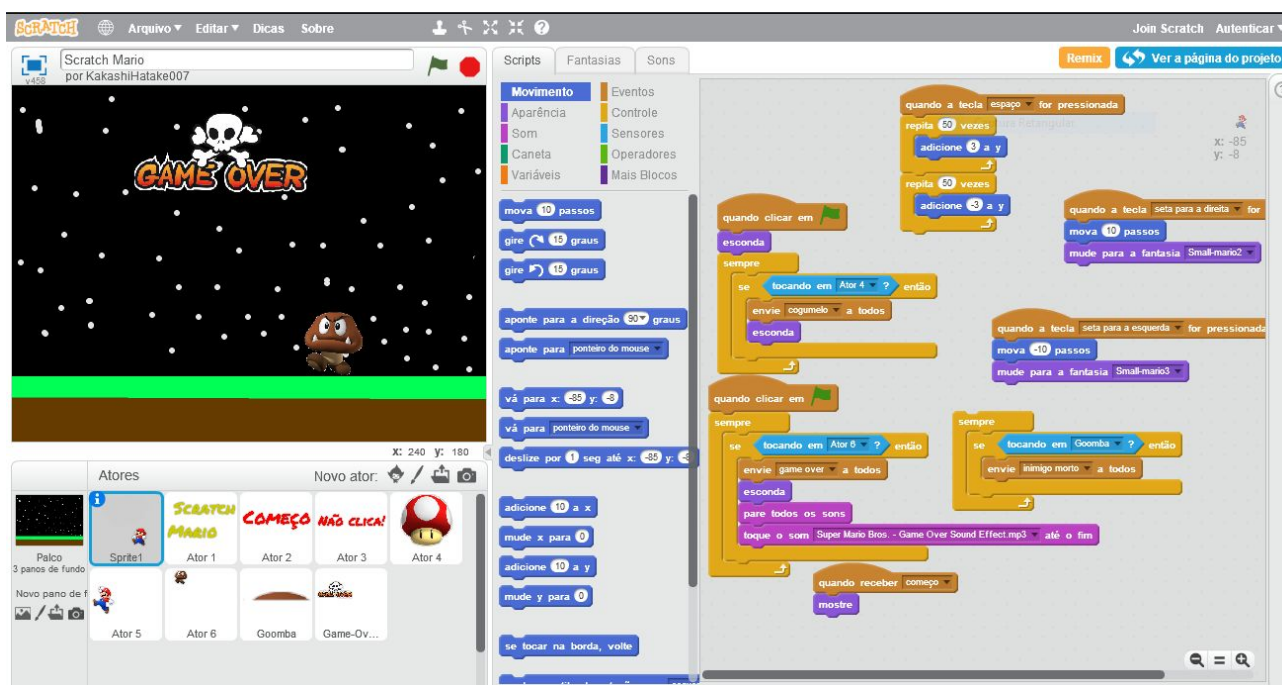 SCRATCH Arquivo Editar Dicas Sobre Join Scratch Autenticar
v458
Scratch Mario
por KakashiHatake007
Scripts Fantasias Sons
Remix Ver a página do projeto
GAME OVER
x: 240 y: 180
Atores
Novo ator:
Palco
3 panos de fundo
Novo pano de f
Sprite1
SCRATCH MARIO
Ator 1
COMEÇO
Ator 2
NÃO CLICA!
Ator 3
Ator 4
Ator 5
Ator 6
Goomba
Game-Ov...
Movimento Eventos
Aparência Controle
Som Sensores
Caneta Operadores
Variáveis Mais Blocos
mova 10 passos
gire 15 graus
gire 15 graus
aponte para a direção 90 graus
aponte para ponteiro do mouse
vá para x: -85 y: -8
vá para ponteiro do mouse
deslize por 1 seg até x: -85 y:
adicione 10 a x
mude x para 0
adicione 10 a y
mude y para 0
se tocar na borda, volte
quando a tecla espaço for pressionada
repita 50 vezes
adicione 3 a y
repita 50 vezes
adicione -3 a y
x: -85
y: -8
quando clicar em
esconda
sempre
se tocando em Ator 4 ? então
envie cogumelo a todos
esconda
quando a tecla seta para a direita for
mova 10 passos
mude para a fantasia Small-mario2
quando a tecla seta para a esquerda for pressionada
mova -10 passos
mude para a fantasia Small-mario3
quando clicar em
sempre
se tocando em Ator 6 ? então
envie game over a todos
esconda
pare todos os sons
toque o som Super Mario Bros. - Game Over Sound Effect.mp3 até o fim
sempre
se tocando em Goomba ? então
envie inimigo morto a todos
quando receber começo
mostre